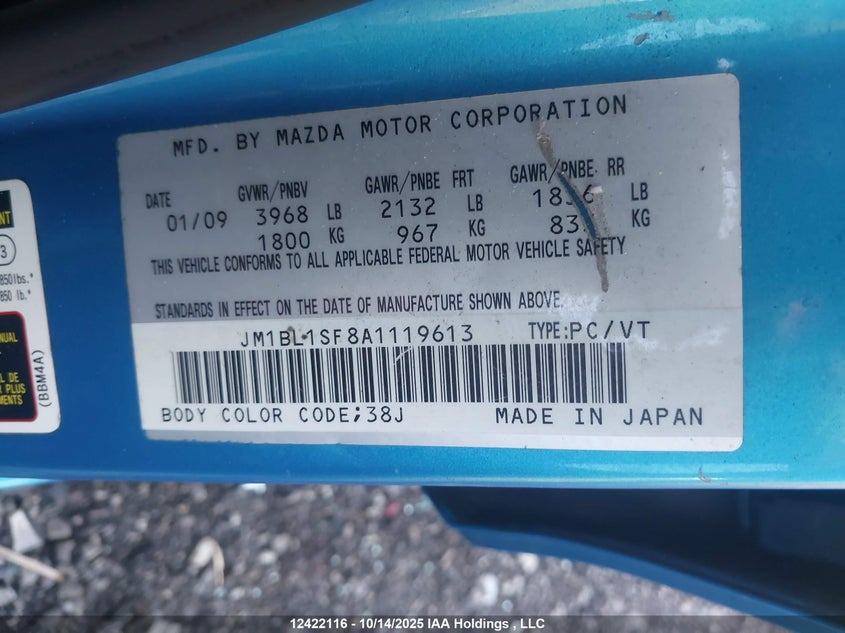 MFD. BY MAZDA MOTOR CORPORATION
DATE GVWR/PNBV GAWR/PNBE FRT GAWR/PNBE RR
01/09 3968 LB 2132 LB LB
1800 KG 967 KG KG
THIS VEHICLE CONFORMS TO ALL APPLICABLE FEDERAL MOTOR VEHICLE SAFETY
STANDARDS IN EFFECT ON THE DATE OF MANUFACTURE SHOWN ABOVE.
JM1BL1SF8A1119613 TYPE:PC/VT
BODY COLOR CODE;38J MADE IN JAPAN
850lbs.*
850 lb.*
(BBM4A)
12422116 - 10/14/2025 IAA Holdings , LLC